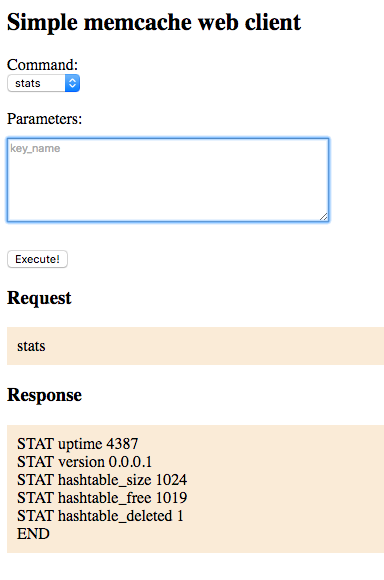 Simple memcache web client
Command:
stats
Parameters:
key_name
Execute!
Request
stats
Response
STAT uptime 4387
STAT version 0.0.0.1
STAT hashtable_size 1024
STAT hashtable_free 1019
STAT hashtable_deleted 1
END